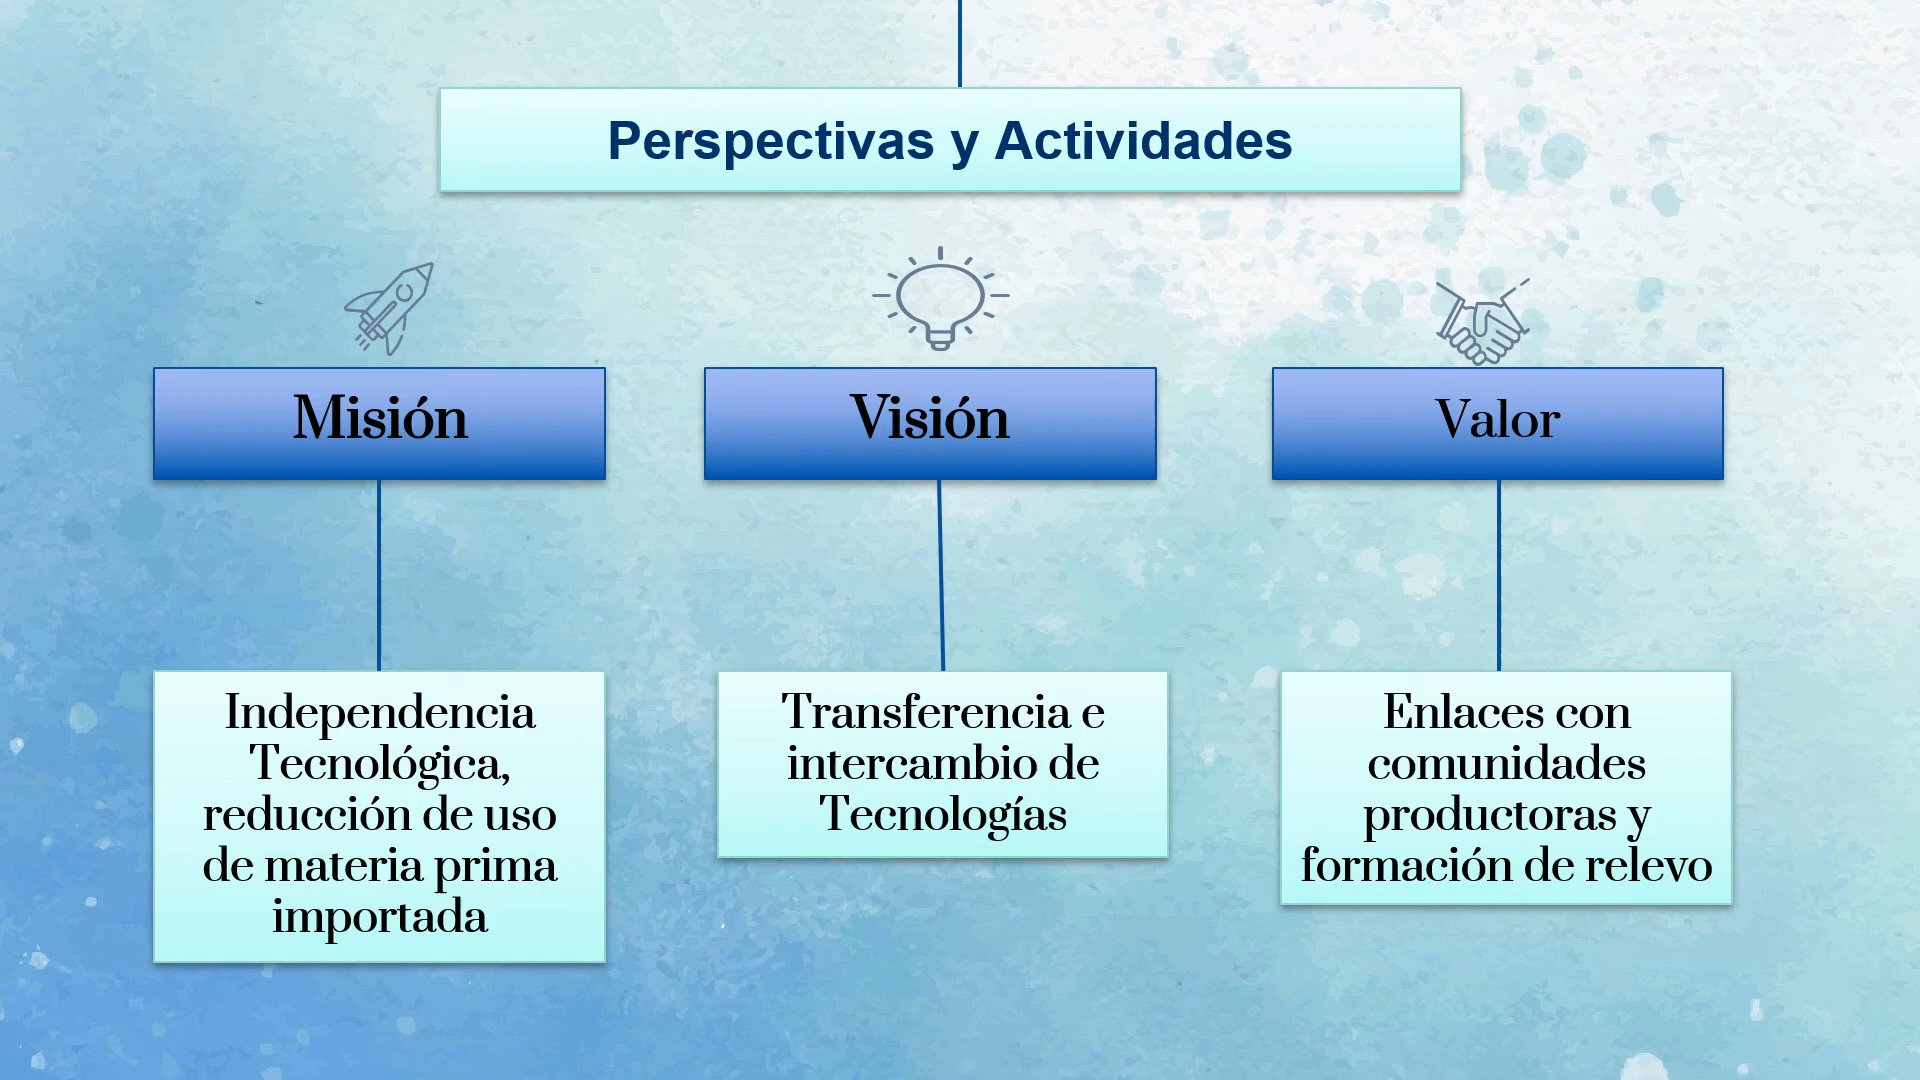 Perspectivas y Actividades
Misión
Visión
Valor
Independencia
Tecnológica,
reducción de uso
de materia prima
importada
Transferencia e
intercambio de
Tecnologías
Enlaces con
comunidades
productoras y
formación de relevo